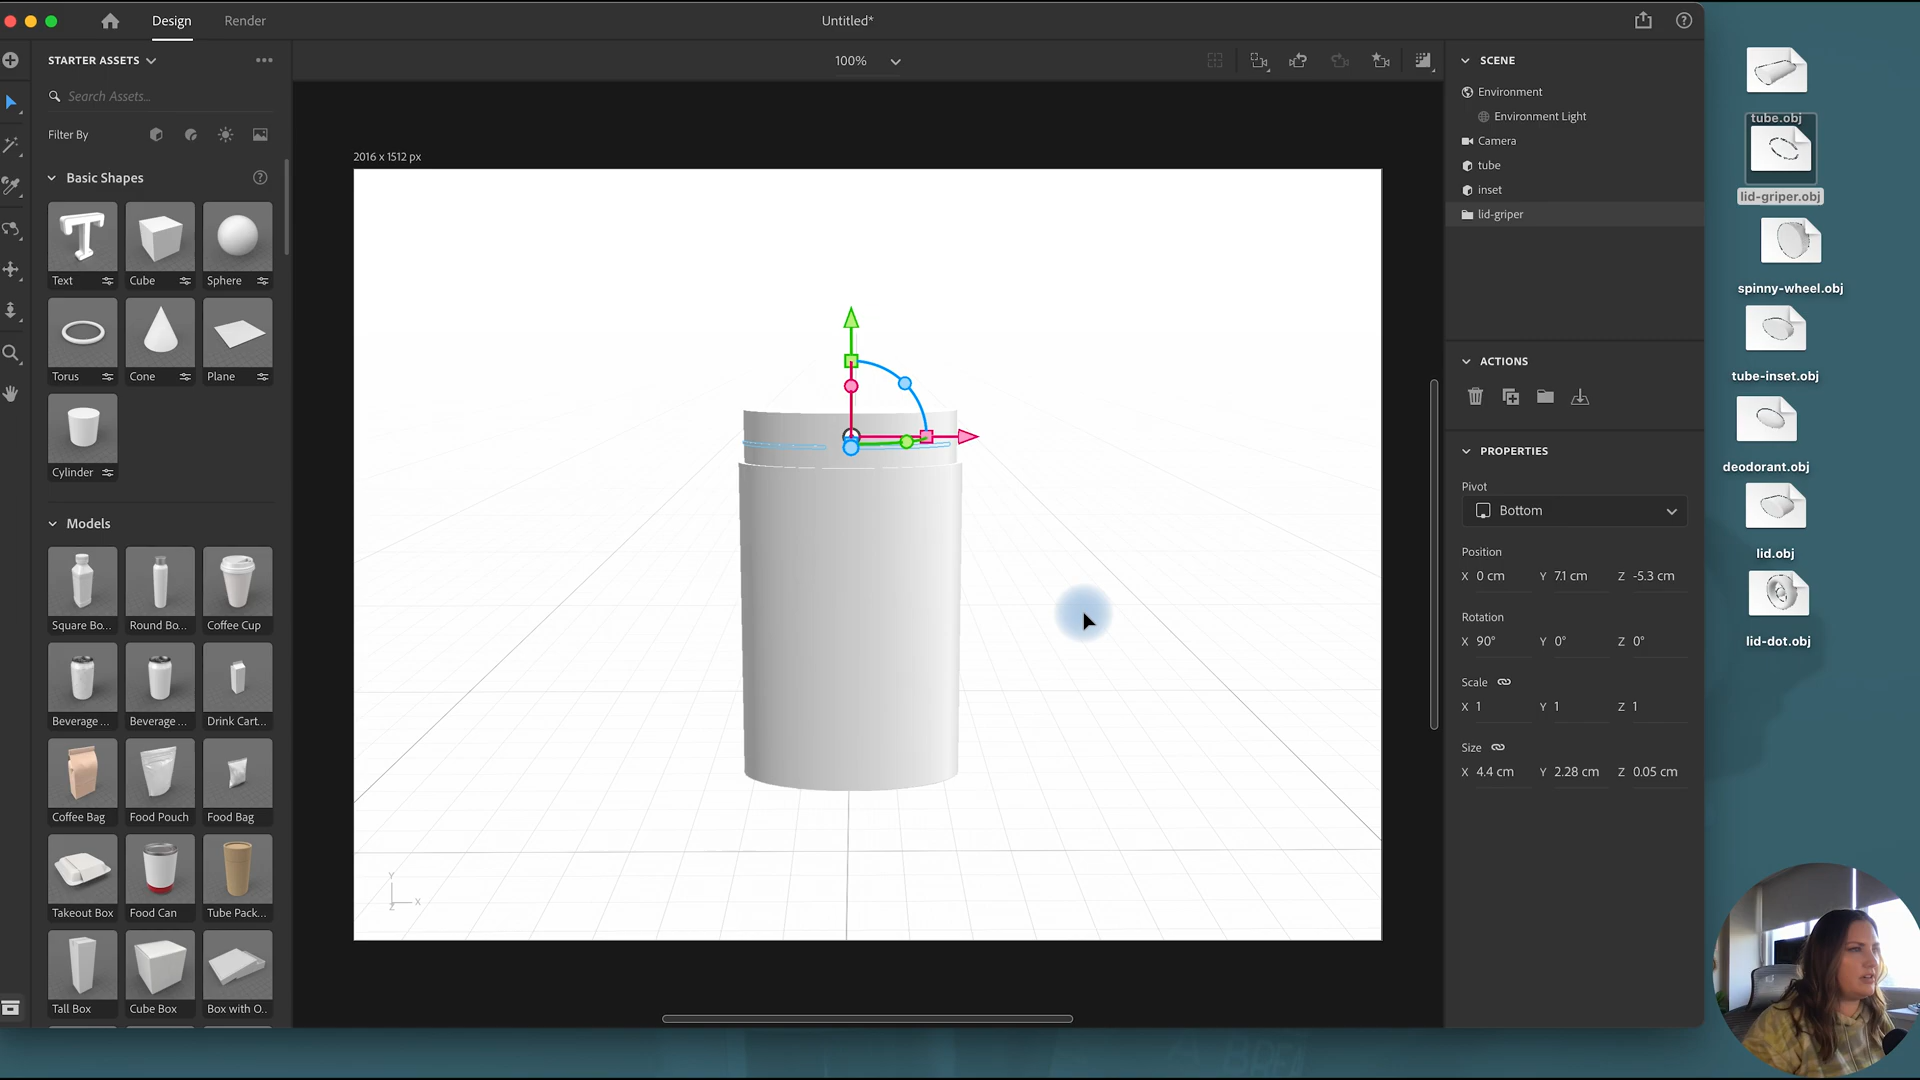 Design
Render
Untitled*
STARTER ASSETS
100%
SCENE
Search Assets...
Environment
Environment Light
Filter By
Camera
tube
inset
lid-griper
2016 x 1512 px
Basic Shapes
Text
Cube
Sphere
Torus
Cone
Plane
Cylinder
Models
Square Bo...
Round Bo...
Coffee Cup
Beverage ...
Beverage ...
Drink Cart...
Coffee Bag
Food Pouch
Food Bag
Takeout Box
Food Can
Tube Pack...
Tall Box
Cube Box
Box with O..
Y
X
Z
ACTIONS
PROPERTIES
Pivot
Bottom
Position
X 0 cm Y 7.1 cm Z -5.3 cm
Rotation
X 90° Y 0° Z 0°
Scale
X 1 Y 1 Z 1
Size
X 4.4 cm Y 2.28 cm Z 0.05 cm
tube.obj
lid-griper.obj
spinny-wheel.obj
tube-inset.obj
deodorant.obj
lid.obj
lid-dot.obj